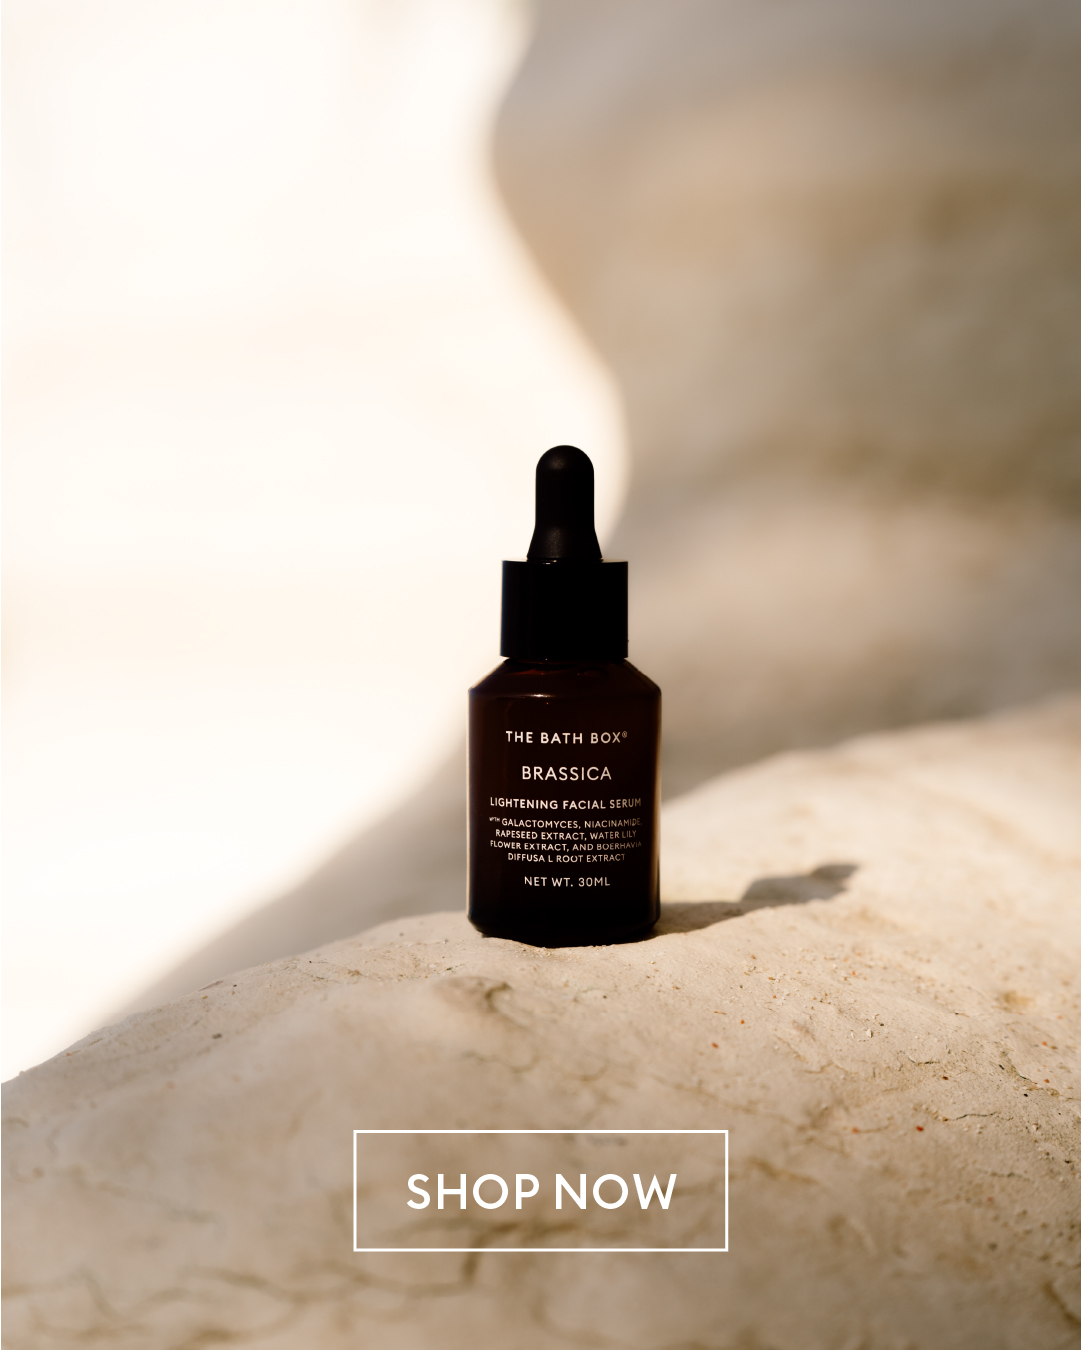 THE BATH BOX®
BRASSICA
LIGHTENING FACIAL SERUM
WITH GALACTOMYCES, NIACINAMIDE,
RAPESEED EXTRACT, WATER LILY
FLOWER EXTRACT, AND BOERHAVIA
DIFFUSA L ROOT EXTRACT
NET WT. 30ML
SHOP NOW